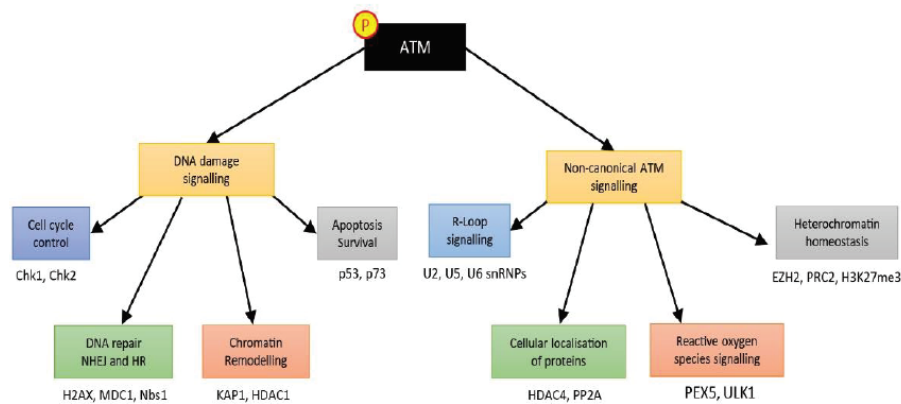 P
ATM
DNA damage
signalling
Non-canonical ATM
signalling
Cell cycle
control
Chk1, Chk2
Apoptosis
Survival
p53, p73
R-Loop
signalling
U2, U5, U6 snRNPs
Heterochromatin
homeostasis
EZH2, PRC2, H3K27me3
DNA repair
NHEJ and HR
H2AX, MDC1, Nbs1
Chromatin
Remodelling
KAP1, HDAC1
Cellular localisation
of proteins
HDAC4, PP2A
Reactive oxygen
species signalling
PEX5, ULK1